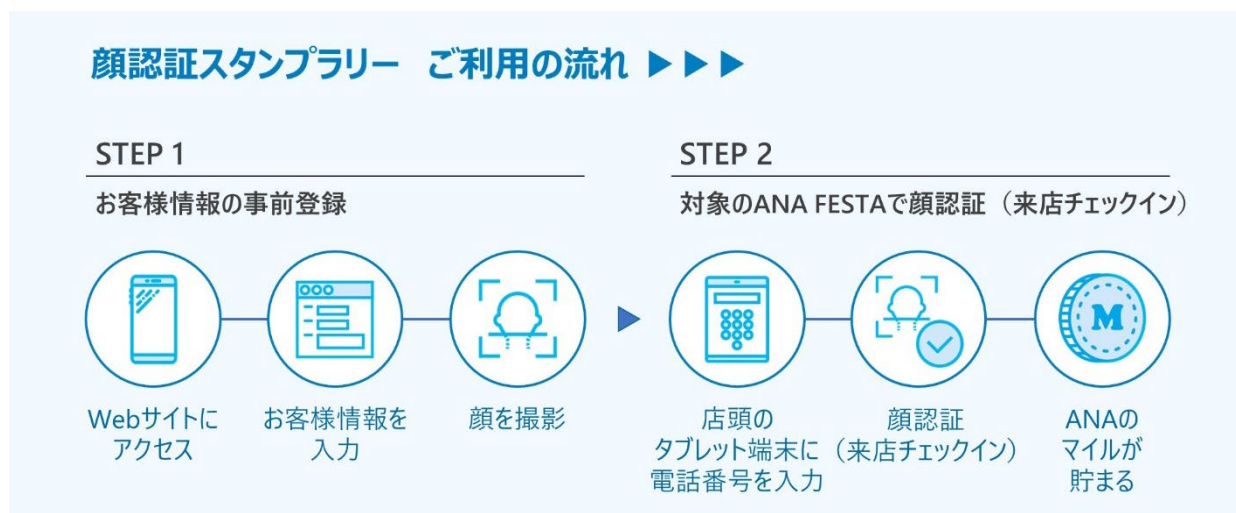 顔認証スタンプラリー ご利用の流れ ▶▶▶
STEP 1
お客様情報の事前登録
Webサイトに
アクセス
お客様情報を
入力
顔を撮影
STEP 2
対象のANA FESTAで顔認証（来店チェックイン）
店頭の
タブレット端末に
電話番号を入力
顔認証
（来店チェックイン）
M
ANAの
マイルが
貯まる